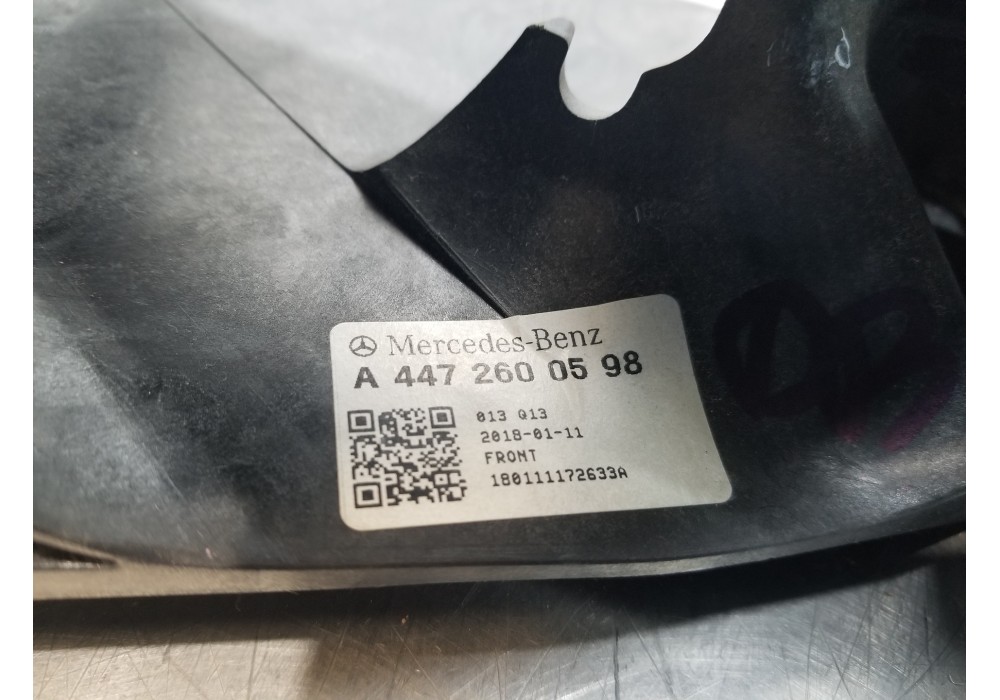 Mercedes-Benz
A 447 260 05 98
013 Q13
2018-01-11
FRONT
180111172633A